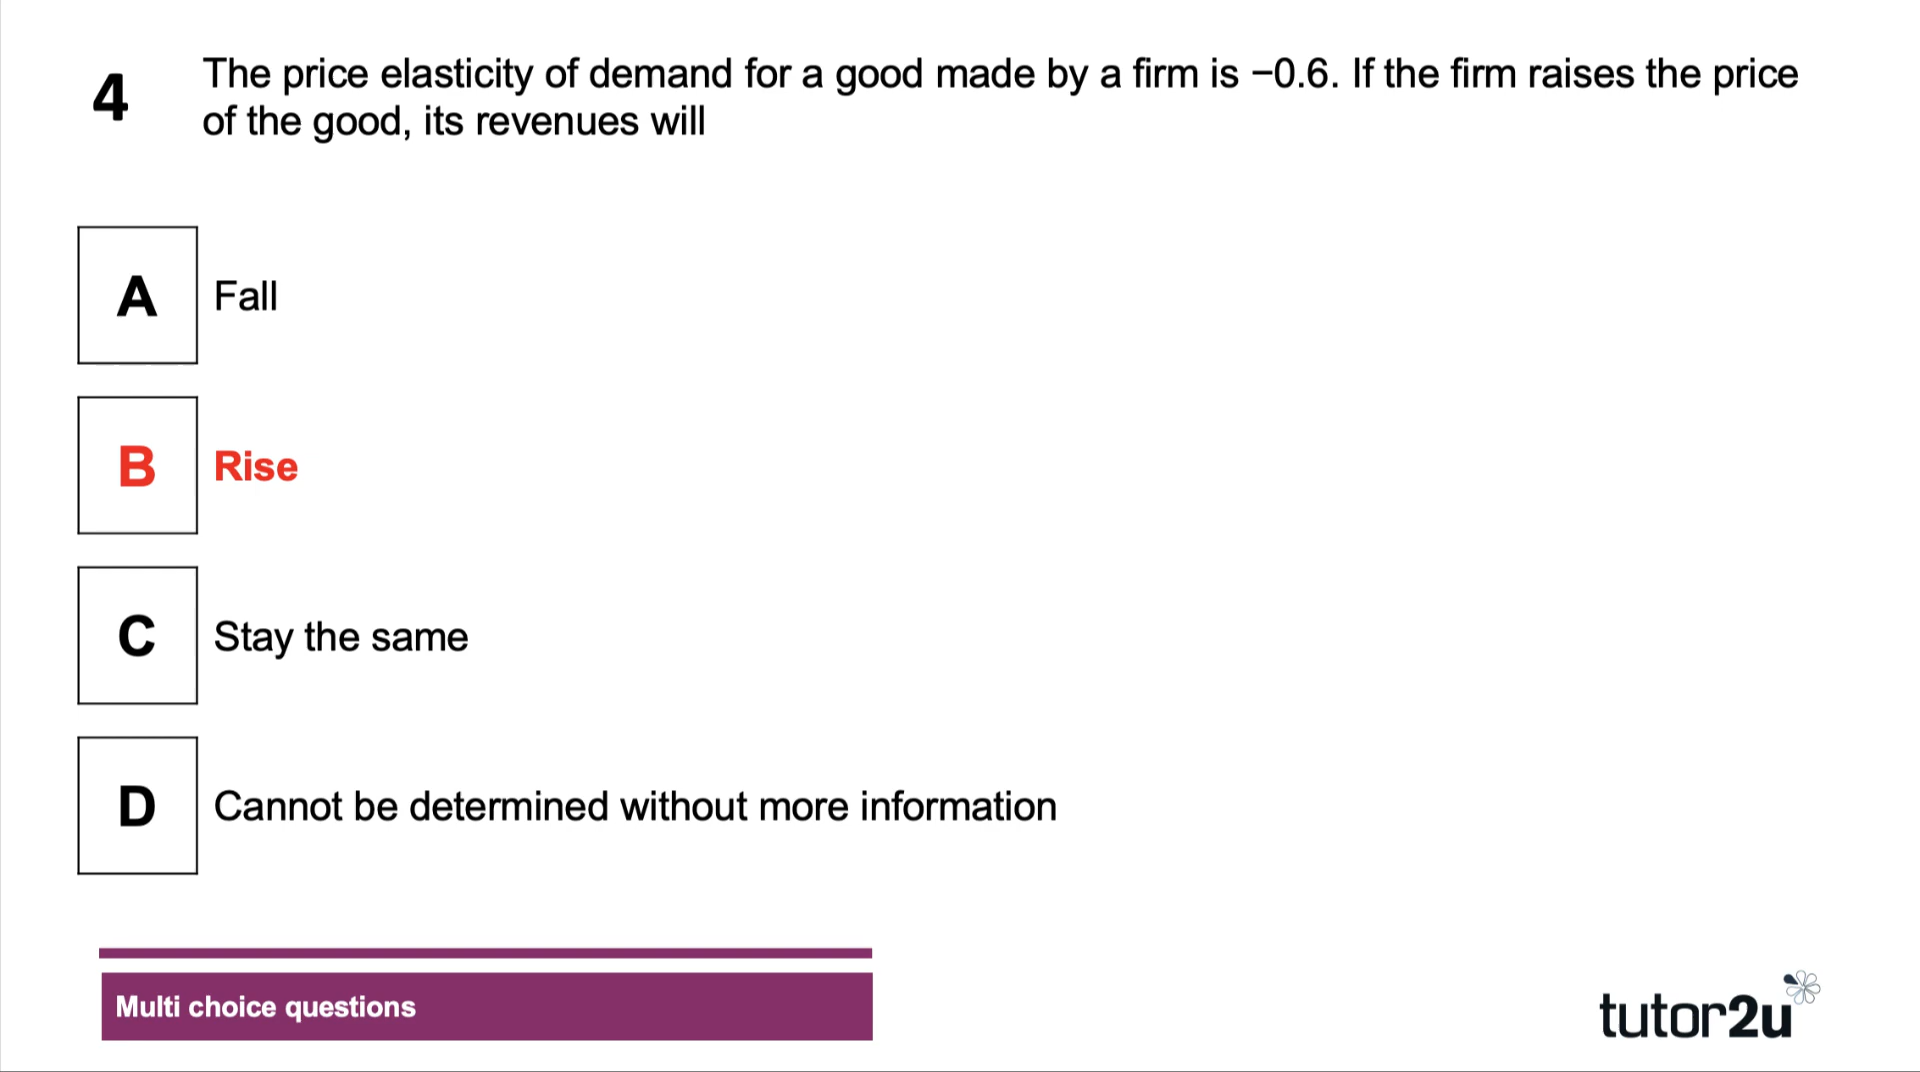 4
The price elasticity of demand for a good made by a firm is −0.6. If the firm raises the price
of the good, its revenues will
A
Fall
B
Rise
C
Stay the same
D
Cannot be determined without more information
Multi choice questions
tutor2u